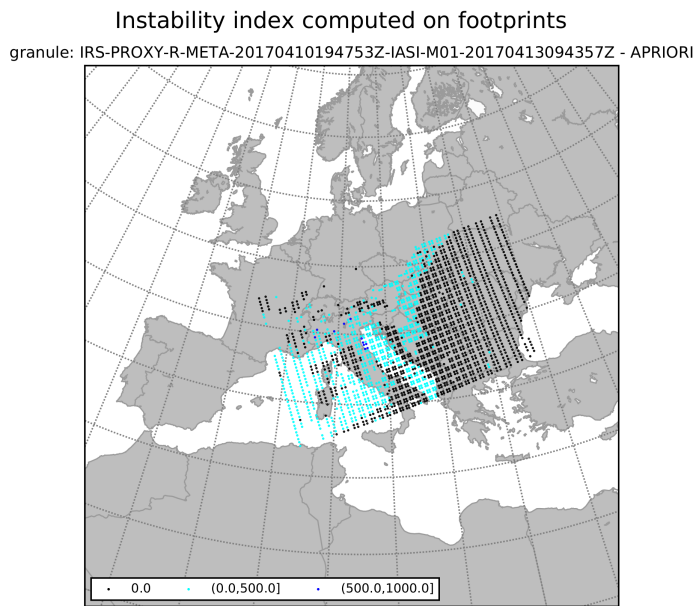 Instability index computed on footprints
granule: IRS-PROXY-R-META-20170410194753Z-IASI-M01-20170413094357Z - APRIORI
0.0 (0.0,500.0] (500.0,1000.0]